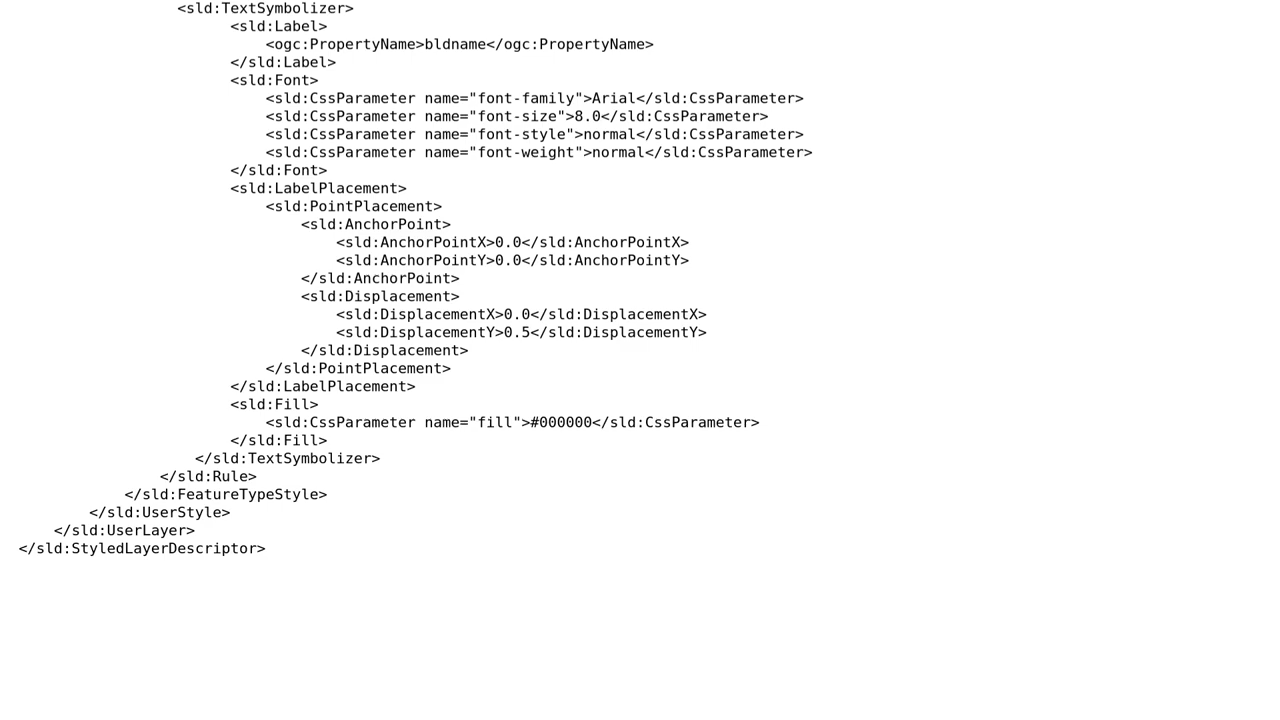 <sld:TextSymbolizer>
<sld:Label>
<ogc:PropertyName>bldname</ogc:PropertyName>
</sld:Label>
<sld:Font>
<sld:CssParameter name="font-family">Arial</sld:CssParameter>
<sld:CssParameter name="font-size">8.0</sld:CssParameter>
<sld:CssParameter name="font-style">normal</sld:CssParameter>
<sld:CssParameter name="font-weight">normal</sld:CssParameter>
</sld:Font>
<sld:LabelPlacement>
<sld:PointPlacement>
<sld:AnchorPoint>
<sld:AnchorPointX>0.0</sld:AnchorPointX>
<sld:AnchorPointY>0.0</sld:AnchorPointY>
</sld:AnchorPoint>
<sld:Displacement>
<sld:DisplacementX>0.0</sld:DisplacementX>
<sld:DisplacementY>0.5</sld:DisplacementY>
</sld:Displacement>
</sld:PointPlacement>
</sld:LabelPlacement>
<sld:Fill>
<sld:CssParameter name="fill">#000000</sld:CssParameter>
</sld:Fill>
</sld:TextSymbolizer>
</sld:Rule>
</sld:FeatureTypeStyle>
</sld:UserStyle>
</sld:UserLayer>
</sld:StyledLayerDescriptor>